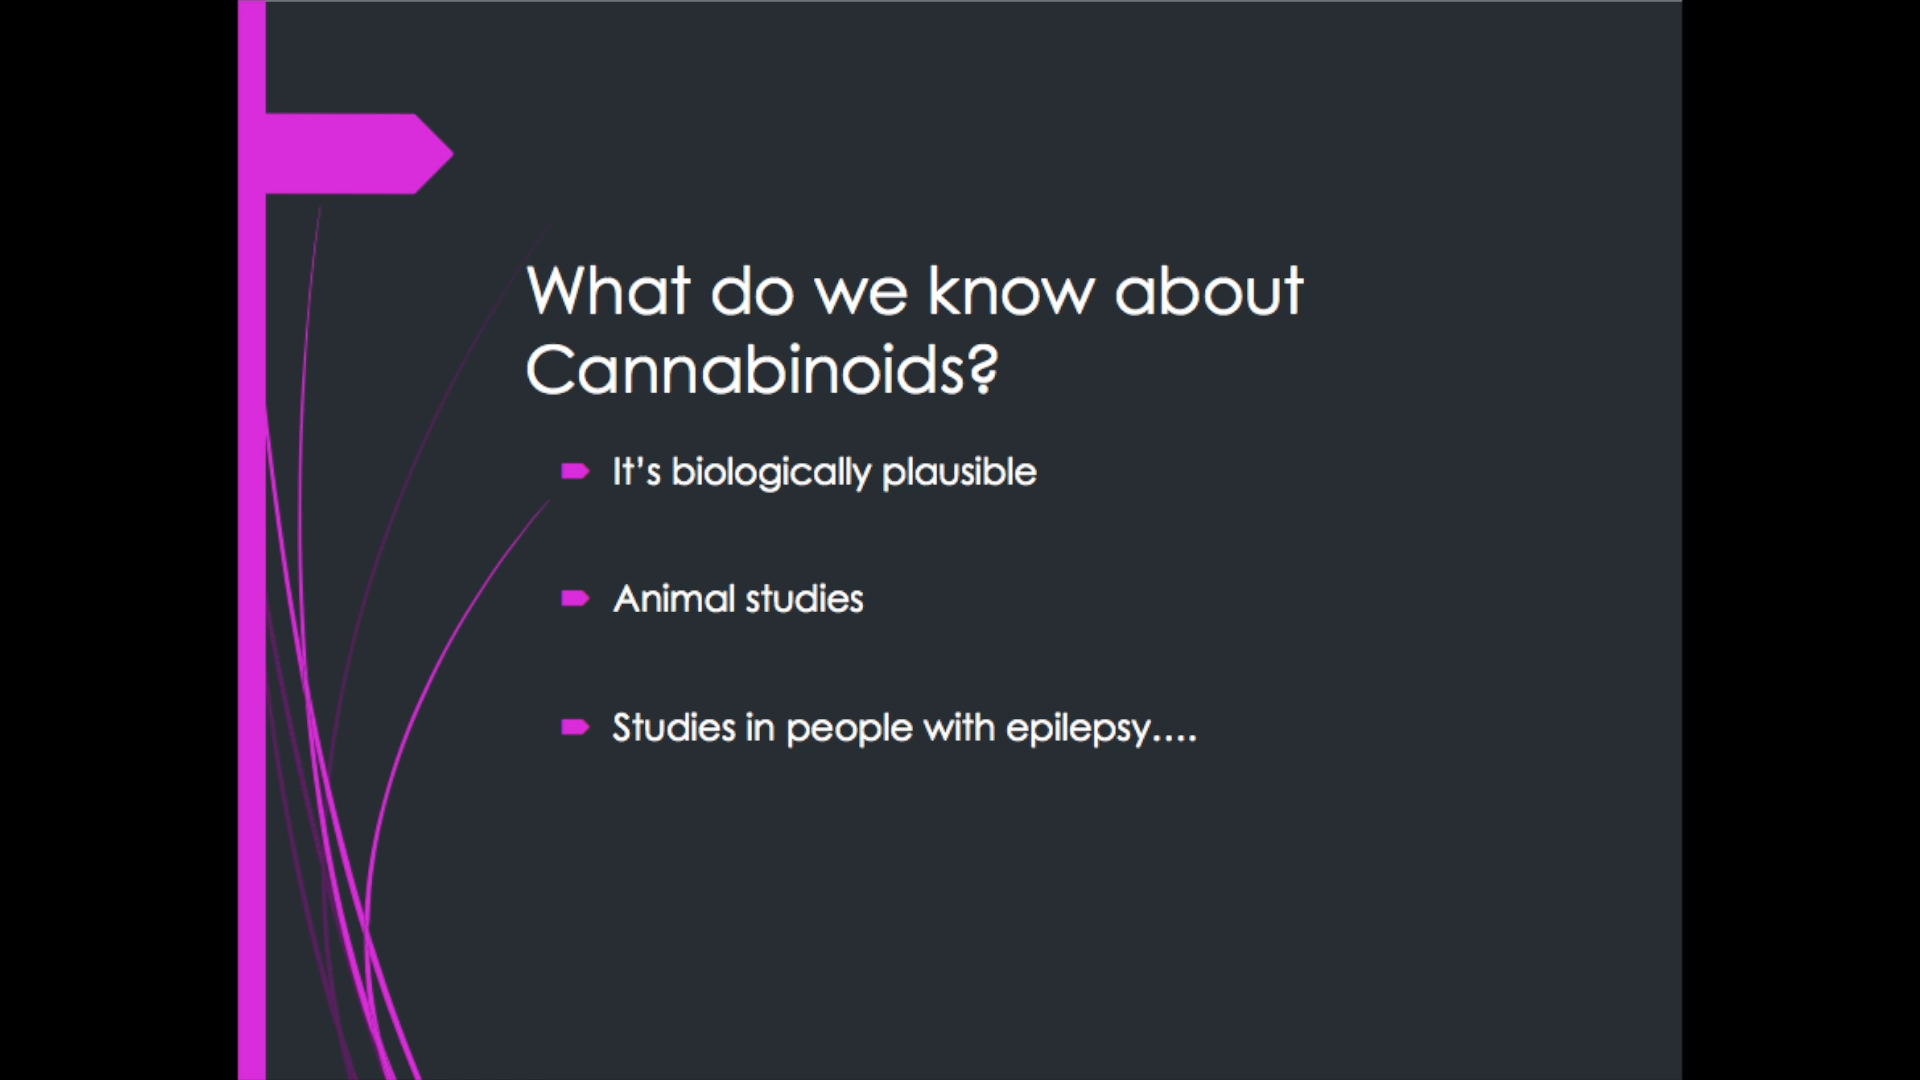 What do we know about
Cannabinoids?
It’s biologically plausible
Animal studies
Studies in people with epilepsy....